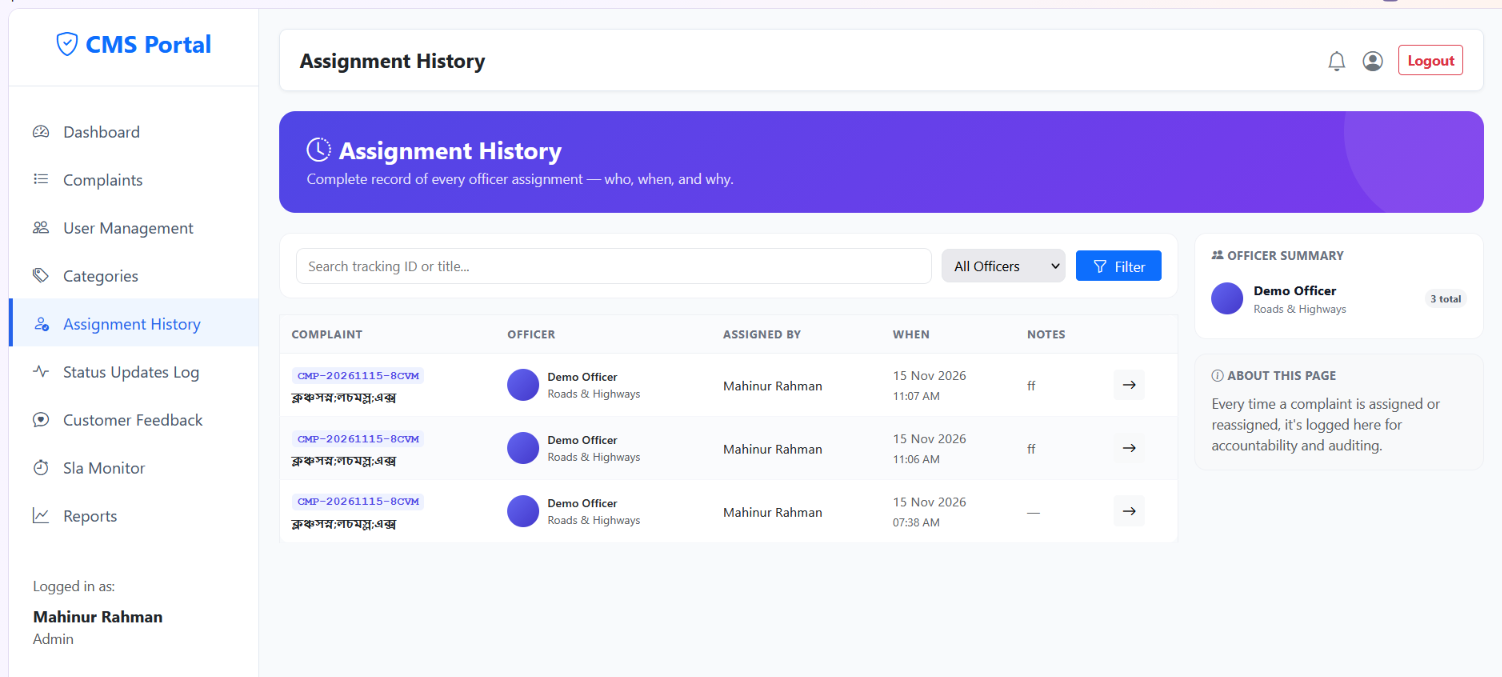 CMS Portal
Dashboard
Complaints
User Management
Categories
Assignment History
Status Updates Log
Customer Feedback
Sla Monitor
Reports
Logged in as:
Mahinur Rahman
Admin
Assignment History
Logout
Assignment History
Complete record of every officer assignment — who, when, and why.
Search tracking ID or title...
All Officers
Filter
COMPLAINT OFFICER ASSIGNED BY WHEN NOTES
CMP-20261115-8CVM
Demo Officer
Roads & Highways
Mahinur Rahman
15 Nov 2026
11:07 AM
ff
CMP-20261115-8CVM
Demo Officer
Roads & Highways
Mahinur Rahman
15 Nov 2026
11:06 AM
ff
CMP-20261115-8CVM
Demo Officer
Roads & Highways
Mahinur Rahman
15 Nov 2026
07:38 AM
—
OFFICER SUMMARY
Demo Officer
Roads & Highways
3 total
ABOUT THIS PAGE
Every time a complaint is assigned or
reassigned, it's logged here for
accountability and auditing.